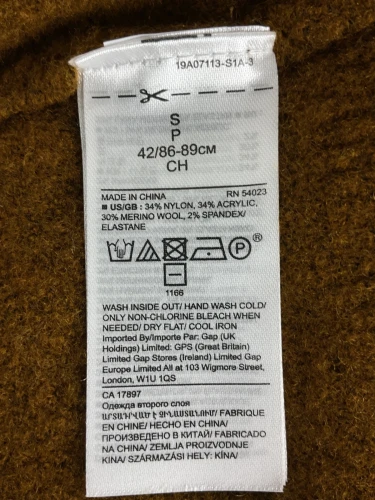 19A07113-S1A-3
S
P
42/86-89см
CH
MADE IN CHINA RN 54023
■ US/GB : 34% NYLON, 34% ACRYLIC,
30% MERINO WOOL, 2% SPANDEX/
ELASTANE
P ®
1166
WASH INSIDE OUT/ HAND WASH COLD/
ONLY NON-CHLORINE BLEACH WHEN
NEEDED/ DRY FLAT/ COOL IRON
Imported By/Importe Par: Gap (UK
Holdings) Limited: GPS (Great Britain)
Limited Gap Stores (Ireland) Limited Gap
Europe Limited All at 103 Wigmore Street,
London, W1U 1QS
CA 17897
Одежда второго слоя
FABRIQUE
EN CHINE/ HECHO EN CHINA/
ПРОИЗВЕДЕНО В КИТАЙ/ FABRICADO
NA CHINA/ ZEMLJA PROIZVODNJE
KINA/ SZÁRMAZÁSI HELY: KÍNA/